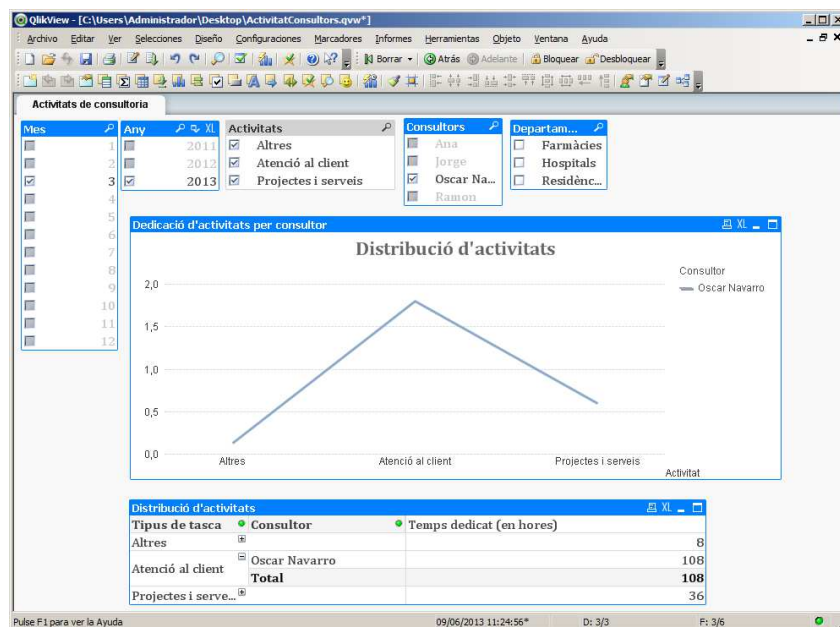 QlikView - [C:\Users\Administrador\Desktop\ActivitatConsultors.qvw*]
Archivo Editar Ver Selecciones Diseño Configuraciones Marcadores Informes Herramientas Objeto Ventana Ayuda
Borrar Atrás Adelante Bloquear Desbloquear
Activitats de consultoria
Mes
1
2
3
4
5
6
7
8
9
10
11
12
Any XL
2011
2012
2013
Activitats
Altres
Atenció al client
Projectes i serveis
Consultors
Ana
Jorge
Oscar Na...
Ramon
Departam...
Farmàcies
Hospitals
Residènc...
Dedicació d'activitats per consultor XL
Distribució d'activitats
Consultor
Oscar Navarro
2,0
1,5
1,0
0,5
0,0
Altres Atenció al client Projectes i serveis
Activitat
Distribució d'activitats XL
Tipus de tasca Consultor Temps dedicat (en hores)
Altres 8
Atenció al client Oscar Navarro 108
Total 108
Projectes i serve... 36
Pulse F1 para ver la Ayuda 09/06/2013 11:24:56* D: 3/3 F: 3/6